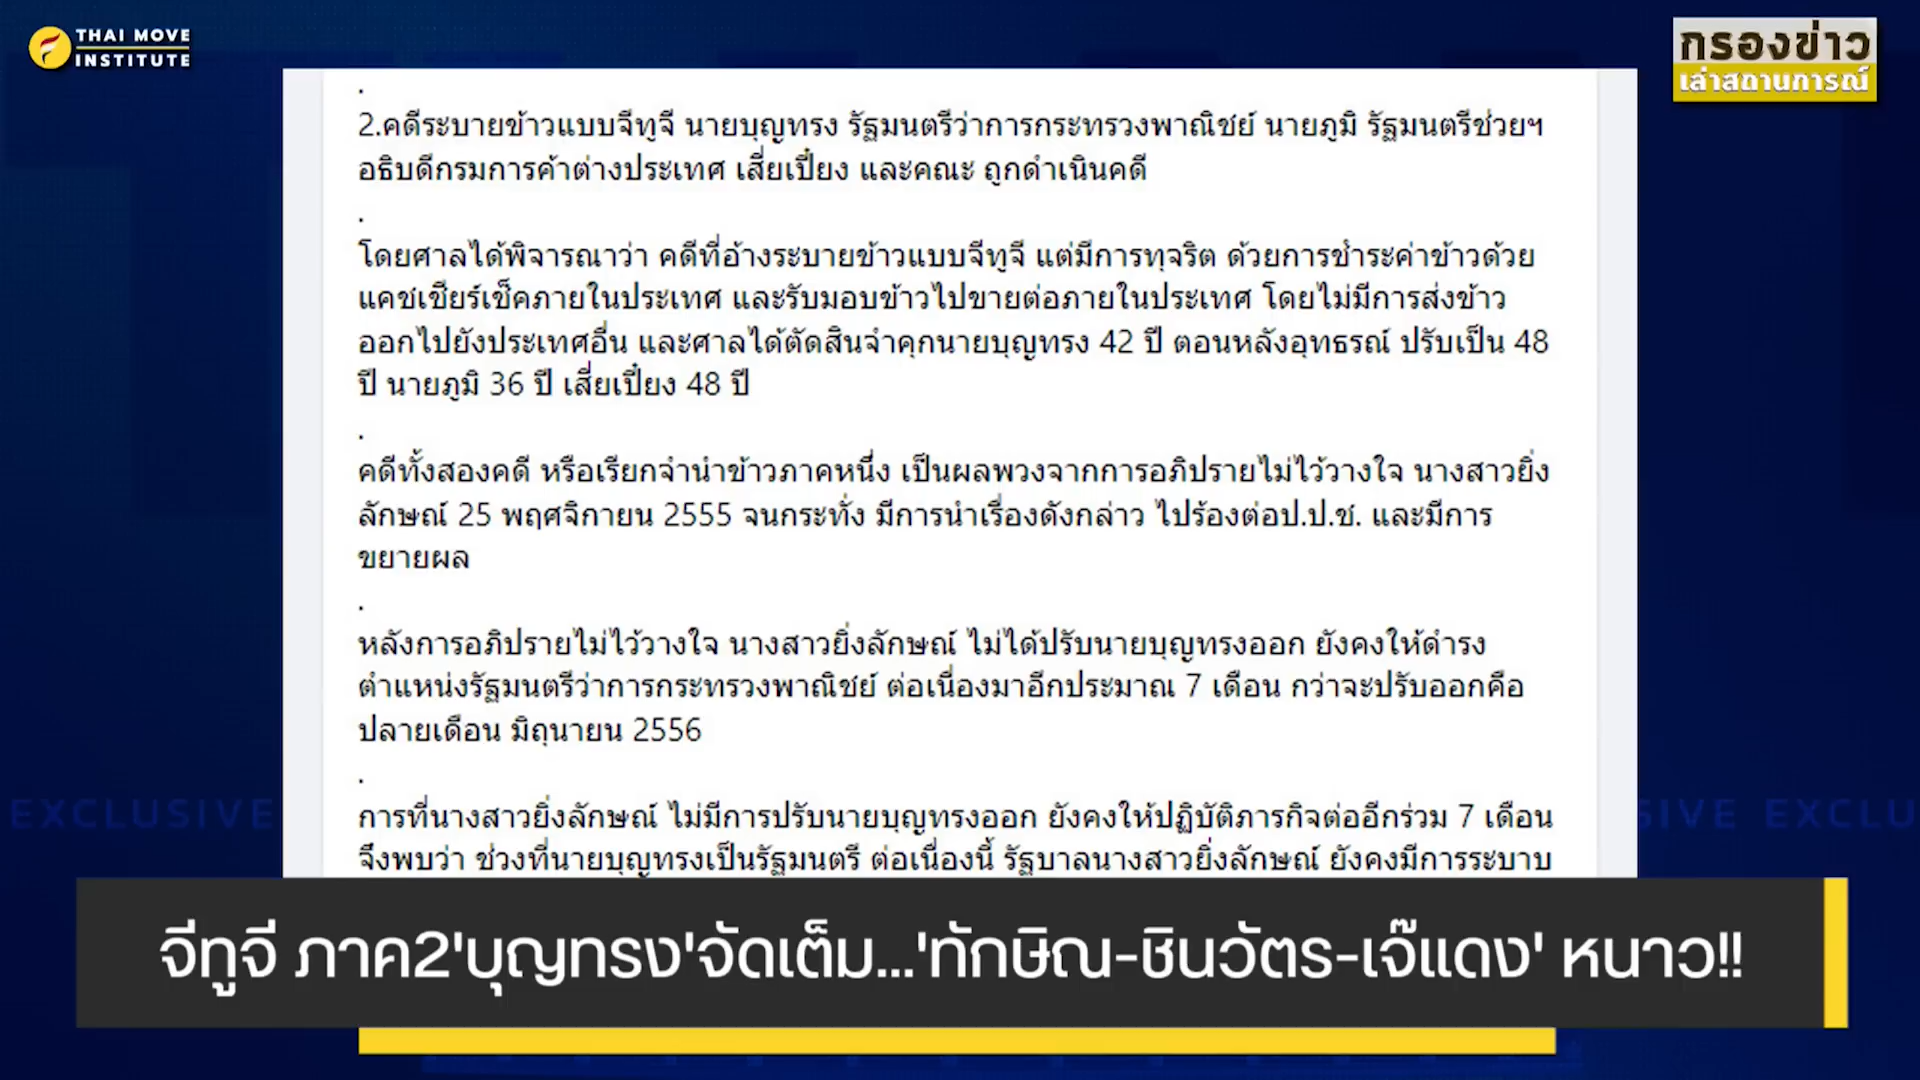 THAI MOVE
INSTITUTE
กรองข่าว
เล่าสถานการณ์
.
2.คดีระบายข้าวแบบจีทูจี นายบุญทรง รัฐมนตรีว่าการกระทรวงพาณิชย์ นายภูมิ รัฐมนตรีช่วยฯ
อธิบดีกรมการค้าต่างประเทศ เสี่ยเปี๋ยง และคณะ ถูกดำเนินคดี
.
โดยศาลได้พิจารณาว่า คดีที่อ้างระบายข้าวแบบจีทูจี แต่มีการทุจริต ด้วยการชำระค่าข้าวด้วย
แคชเชียร์เช็คภายในประเทศ และรับมอบข้าวไปขายต่อภายในประเทศ โดยไม่มีการส่งข้าว
ออกไปยังประเทศอื่น และศาลได้ตัดสินจำคุกนายบุญทรง 42 ปี ตอนหลังอุทธรณ์ ปรับเป็น 48
ปี นายภูมิ 36 ปี เสี่ยเปี๋ยง 48 ปี
.
คดีทั้งสองคดี หรือเรียกจำนำข้าวภาคหนึ่ง เป็นผลพวงจากการอภิปรายไม่ไว้วางใจ นางสาวยิ่ง
ลักษณ์ 25 พฤศจิกายน 2555 จนกระทั่ง มีการนำเรื่องดังกล่าว ไปร้องต่อป.ป.ช. และมีการ
ขยายผล
.
หลังการอภิปรายไม่ไว้วางใจ นางสาวยิ่งลักษณ์ ไม่ได้ปรับนายบุญทรงออก ยังคงให้ดำรง
ตำแหน่งรัฐมนตรีว่าการกระทรวงพาณิชย์ ต่อเนื่องมาอีกประมาณ 7 เดือน กว่าจะปรับออกคือ
ปลายเดือน มิถุนายน 2556
.
การที่นางสาวยิ่งลักษณ์ ไม่มีการปรับนายบุญทรงออก ยังคงให้ปฏิบัติภารกิจต่ออีกร่วม 7 เดือน
จึงพบว่า ช่วงที่นายบุญทรงเป็นรัฐมนตรี ต่อเนื่องนี้ รัฐบาลนางสาวยิ่งลักษณ์ ยังคงมีการระบาบ
EXCLUSIVE
SIVE EXCLU
จีทูจี ภาค2'บุญทรง'จัดเต็ม...'ทักษิณ-ชินวัตร-เจ๊แดง' หนาว!!